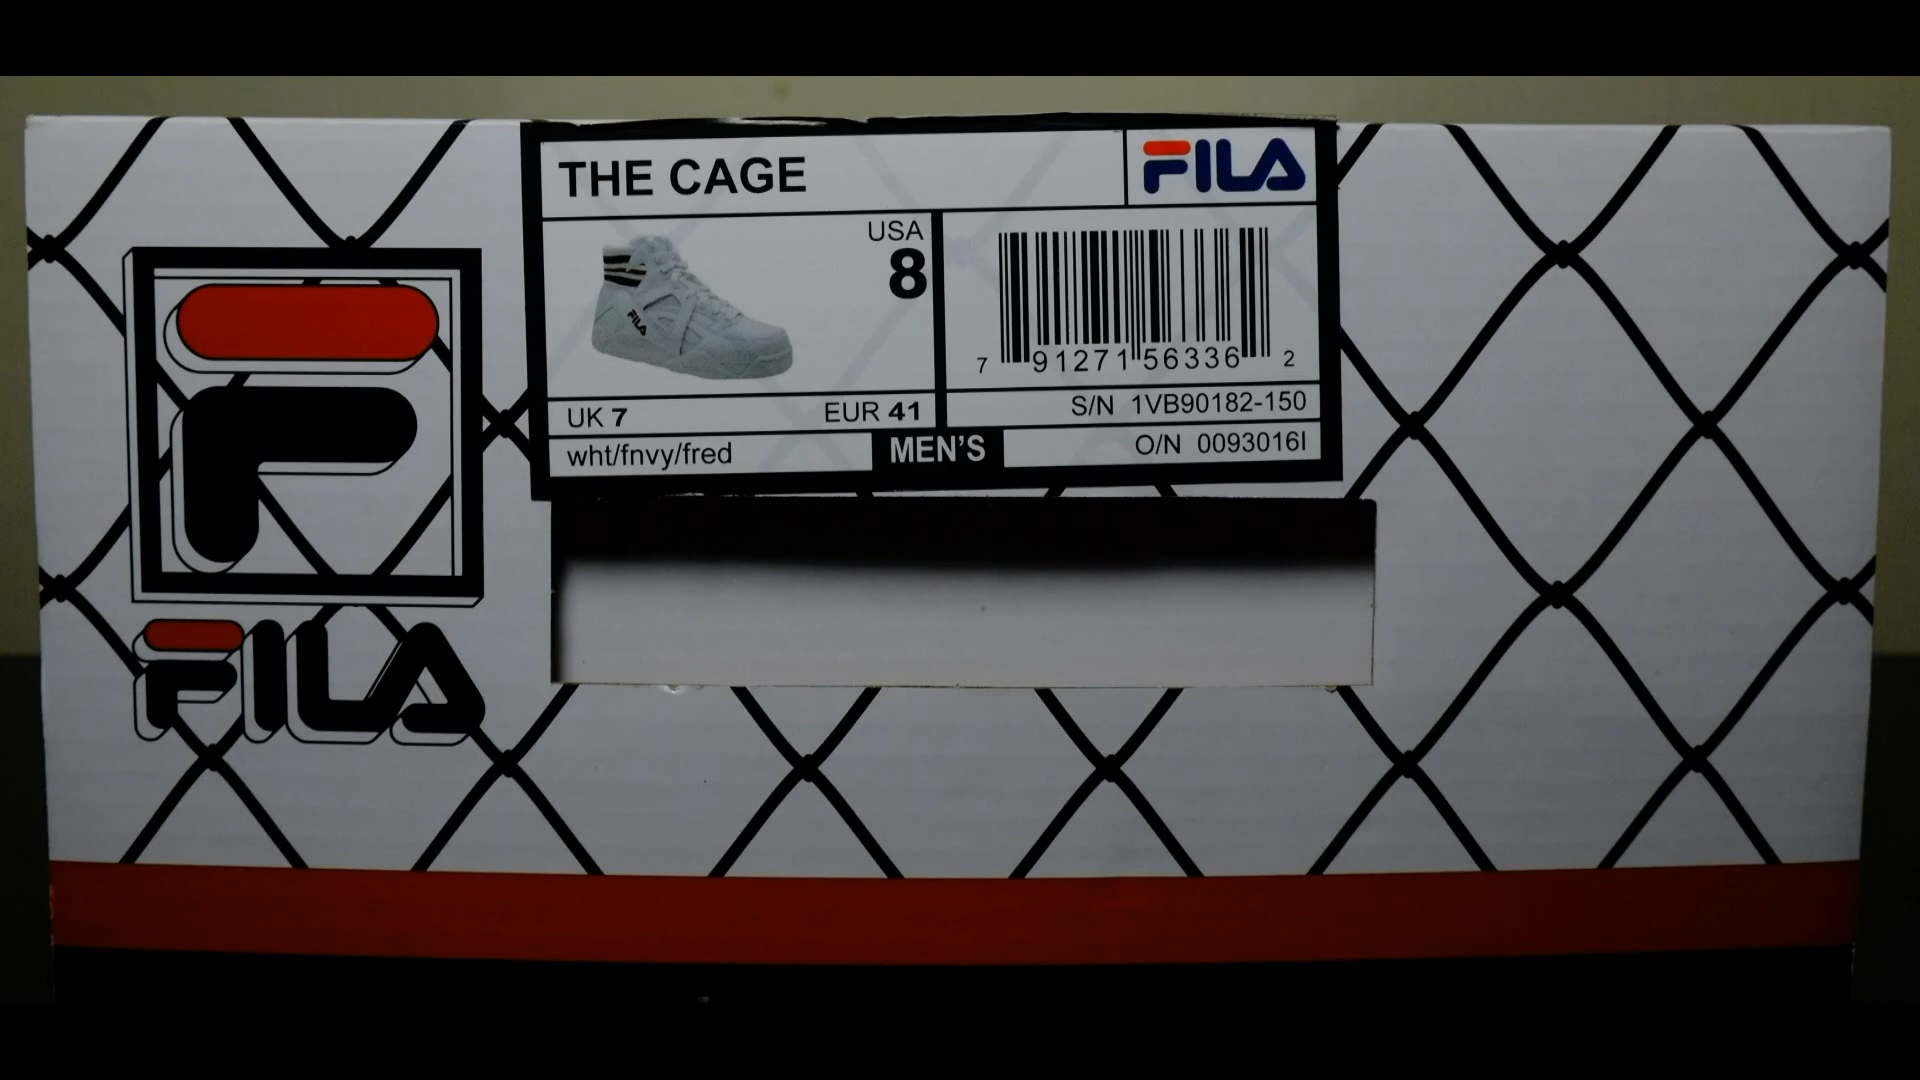 THE CAGE
FILA
USA
8
FILA
7 91271 56336 2
UK 7
EUR 41
S/N 1VB90182-150
wht/fnvy/fred
MEN'S
O/N 0093016I
F
FILA